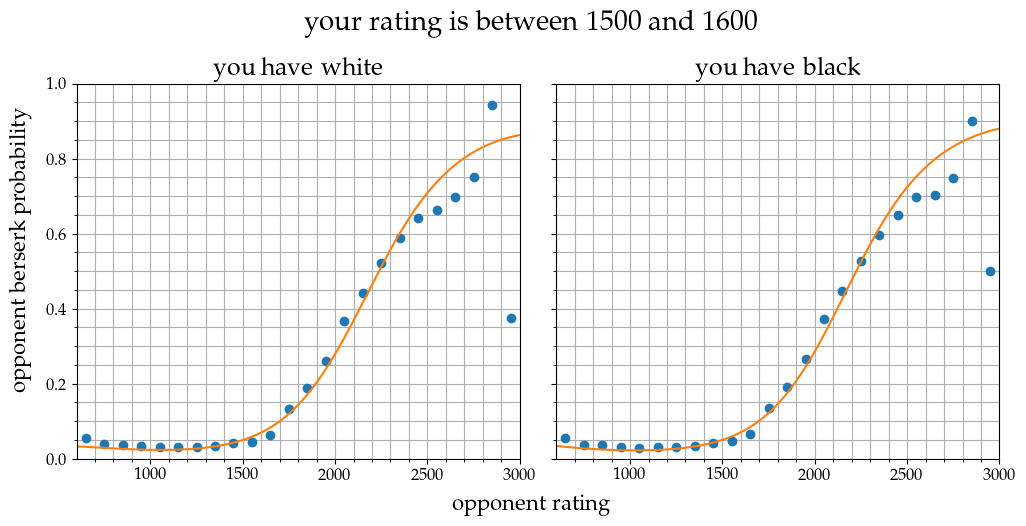 your rating is between 1500 and 1600
you have white
you have black
opponent berserk probability
1.0
0.8
0.6
0.4
0.2
0.0
1000 1500 2000 2500 3000
1000 1500 2000 2500 3000
opponent rating